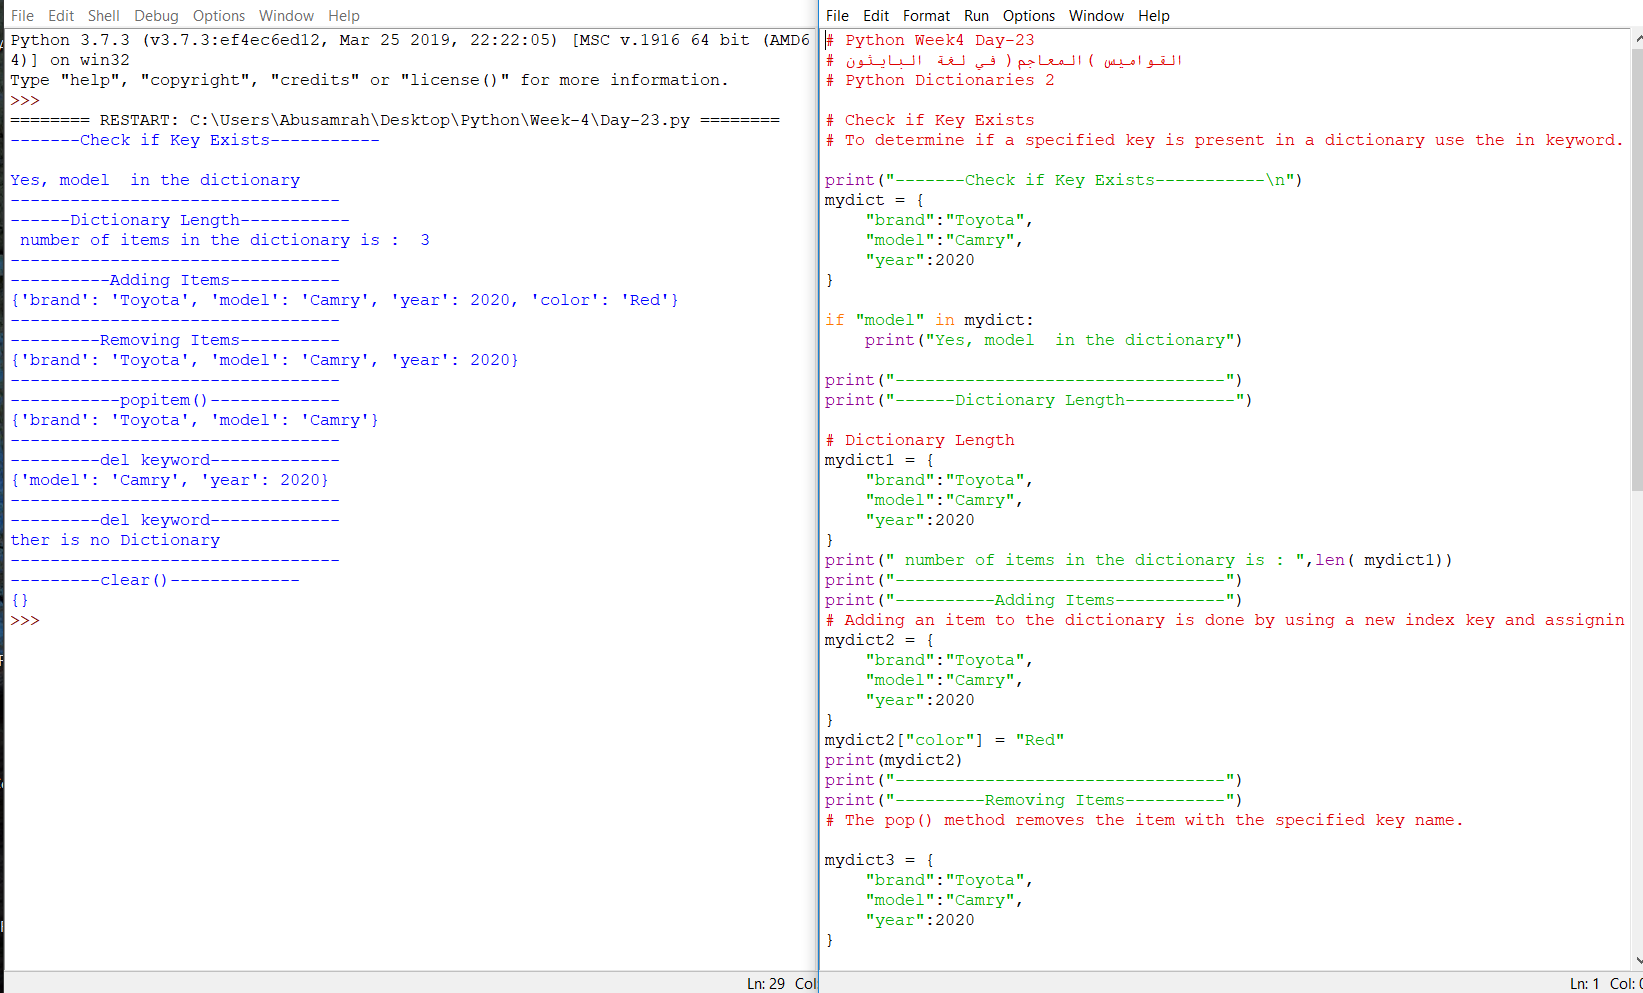 File Edit Shell Debug Options Window Help
Python 3.7.3 (v3.7.3:ef4ec6ed12, Mar 25 2019, 22:22:05) [MSC v.1916 64 bit (AMD6
4)] on win32
Type "help", "copyright", "credits" or "license()" for more information.
>>>
======== RESTART: C:\Users\Abusamrah\Desktop\Python\Week-4\Day-23.py ========
-------Check if Key Exists-----------

Yes, model  in the dictionary
---------------------------------
------Dictionary Length-----------
 number of items in the dictionary is :  3
---------------------------------
----------Adding Items-----------
{'brand': 'Toyota', 'model': 'Camry', 'year': 2020, 'color': 'Red'}
---------------------------------
---------Removing Items----------
{'brand': 'Toyota', 'model': 'Camry', 'year': 2020}
---------------------------------
-----------popitem()-------------
{'brand': 'Toyota', 'model': 'Camry'}
---------------------------------
---------del keyword-------------
{'model': 'Camry', 'year': 2020}
---------------------------------
---------del keyword-------------
ther is no Dictionary
---------------------------------
---------clear()-------------
{}
>>>
Ln: 29 Col
File Edit Format Run Options Window Help
# Python Week4 Day-23
# القواميس )المعاجم( في لغة البايثون
# Python Dictionaries 2

# Check if Key Exists
# To determine if a specified key is present in a dictionary use the in keyword.

print("-------Check if Key Exists-----------\n")
mydict = {
    "brand":"Toyota",
    "model":"Camry",
    "year":2020
}

if "model" in mydict:
    print("Yes, model  in the dictionary")

print("---------------------------------")
print("------Dictionary Length-----------")

# Dictionary Length
mydict1 = {
    "brand":"Toyota",
    "model":"Camry",
    "year":2020
}
print(" number of items in the dictionary is : ",len( mydict1))
print("---------------------------------")
print("----------Adding Items-----------")
# Adding an item to the dictionary is done by using a new index key and assignin
mydict2 = {
    "brand":"Toyota",
    "model":"Camry",
    "year":2020
}
mydict2["color"] = "Red"
print(mydict2)
print("---------------------------------")
print("---------Removing Items----------")
# The pop() method removes the item with the specified key name.

mydict3 = {
    "brand":"Toyota",
    "model":"Camry",
    "year":2020
}
Ln: 1 Col: